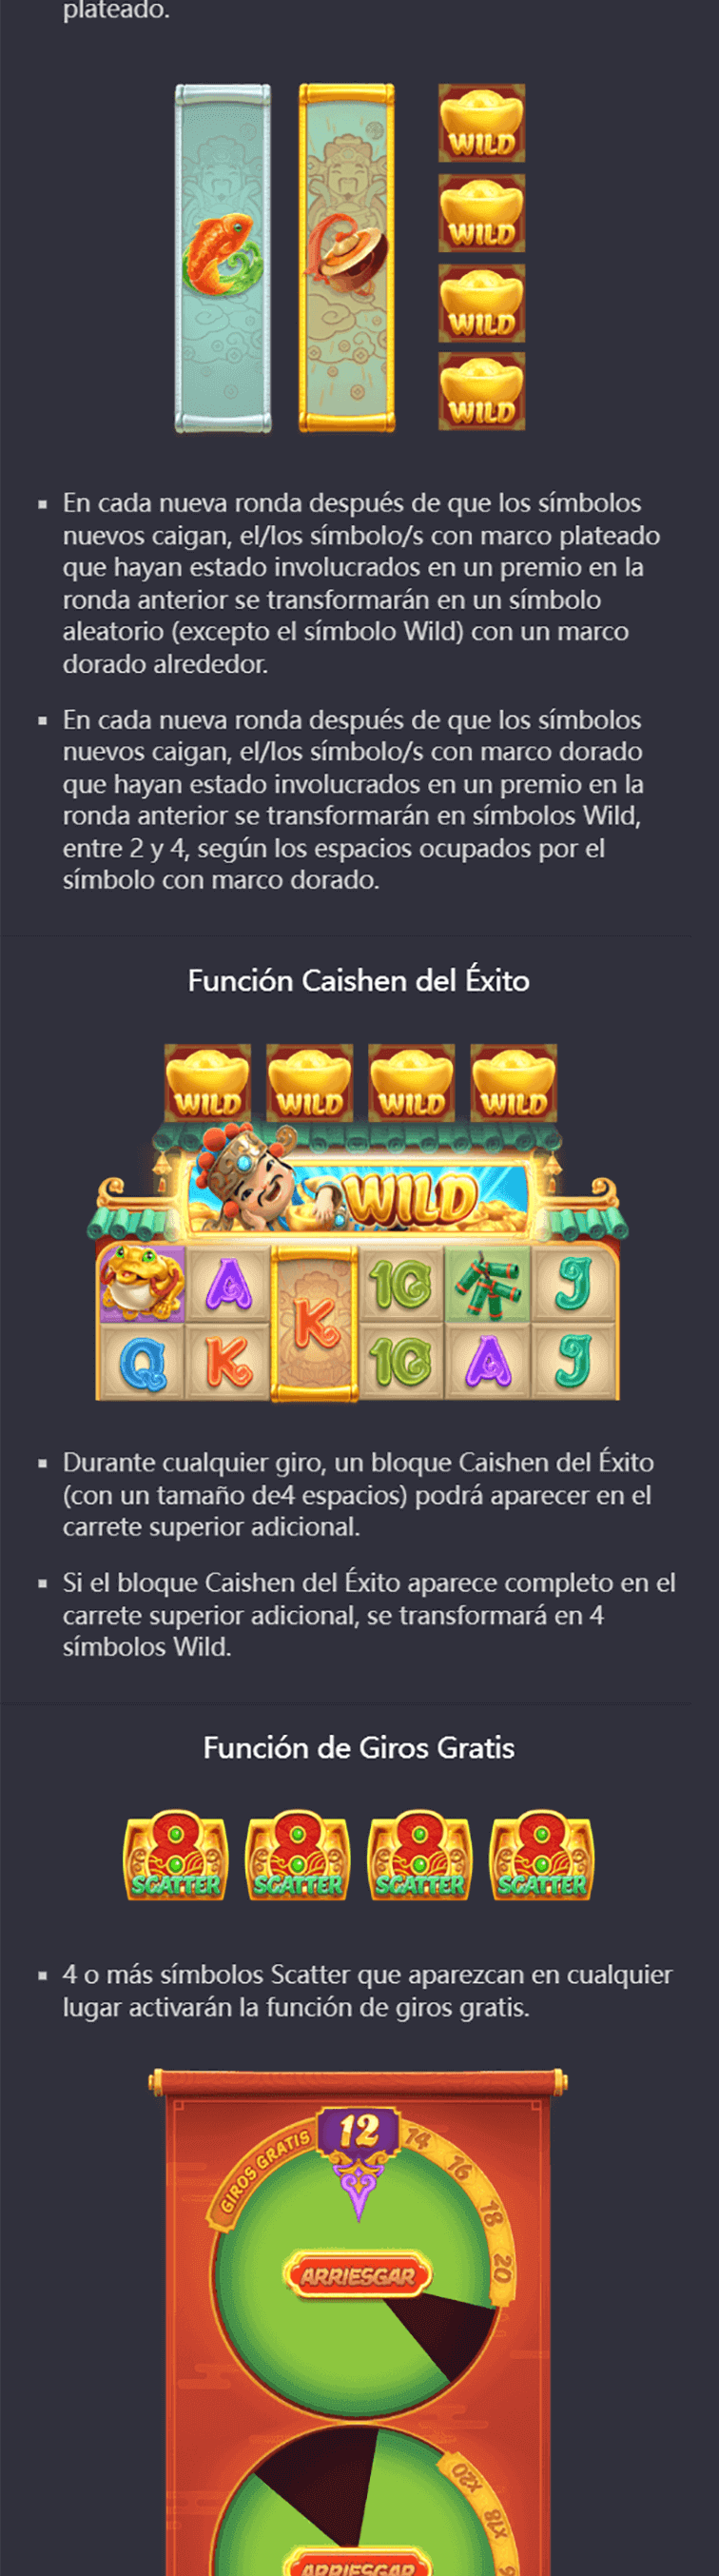 plateado.
WILD
WILD
WILD
WILD
En cada nueva ronda después de que los símbolos
nuevos caigan, el/los símbolo/s con marco plateado
que hayan estado involucrados en un premio en la
ronda anterior se transformarán en un símbolo
aleatorio (excepto el símbolo Wild) con un marco
dorado alrededor.
En cada nueva ronda después de que los símbolos
nuevos caigan, el/los símbolo/s con marco dorado
que hayan estado involucrados en un premio en la
ronda anterior se transformarán en símbolos Wild,
entre 2 y 4, según los espacios ocupados por el
símbolo con marco dorado.
Función Caishen del Éxito
WILD WILD WILD WILD
WILD
A K 10 J
Q K 10 A J
Durante cualquier giro, un bloque Caishen del Éxito
(con un tamaño de4 espacios) podrá aparecer en el
carrete superior adicional.
Si el bloque Caishen del Éxito aparece completo en el
carrete superior adicional, se transformará en 4
símbolos Wild.
Función de Giros Gratis
8 8 8 8
SCATTER SCATTER SCATTER SCATTER
4 o más símbolos Scatter que aparezcan en cualquier
lugar activarán la función de giros gratis.
GIROS GRATIS 12 14 16 18 20
ARRIESGAR
X20
X18
ARRIESGAR